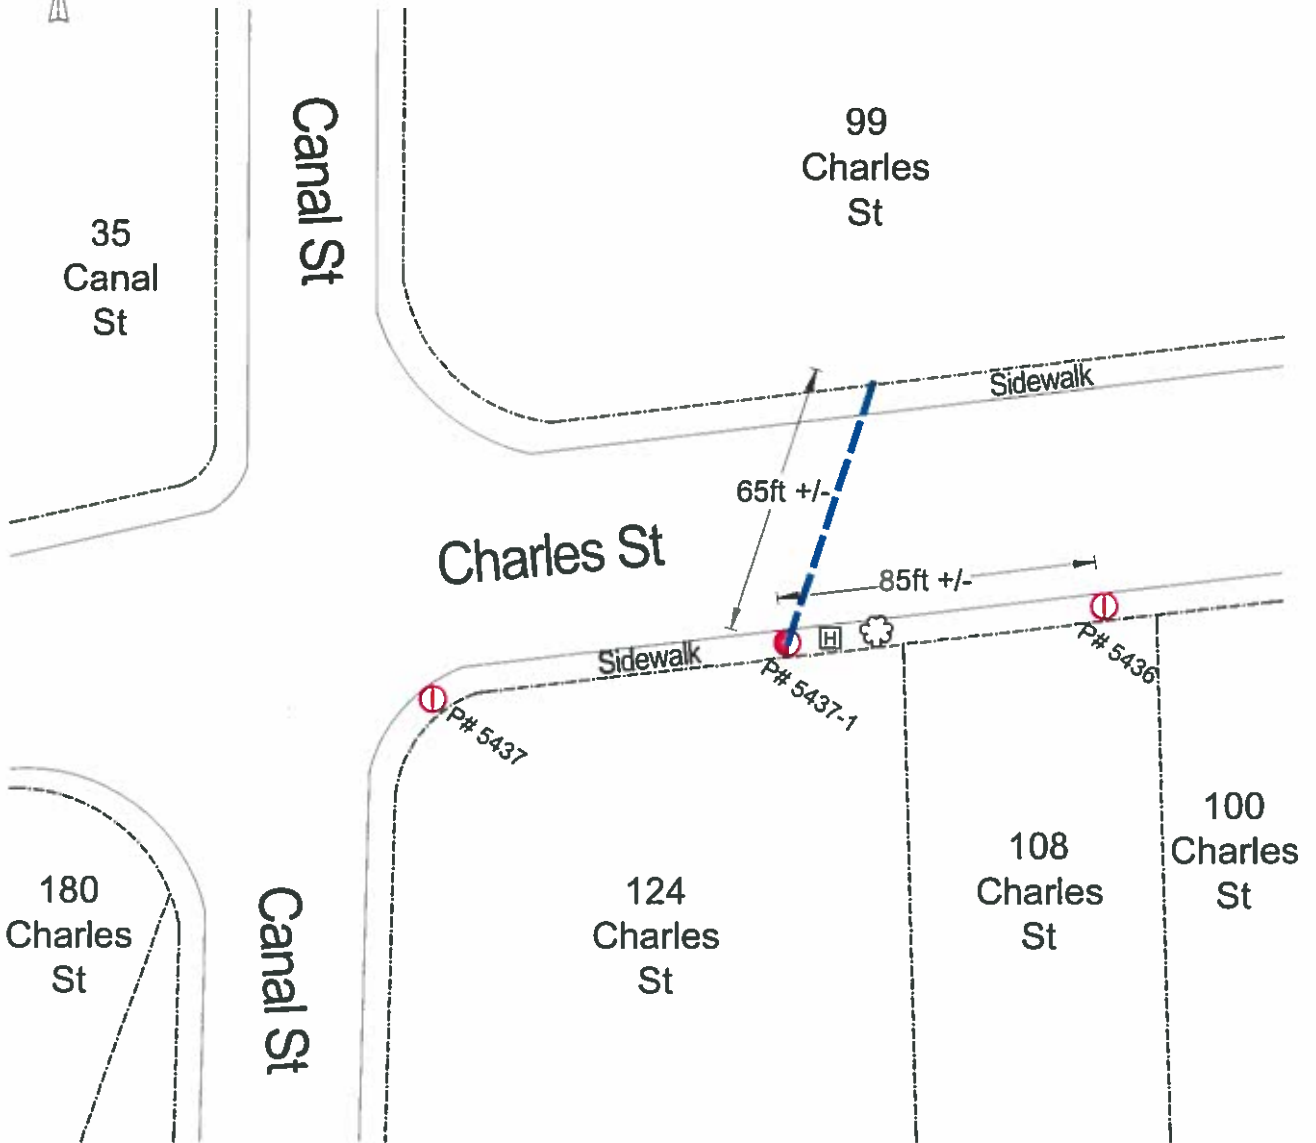 Canal St
99
Charles
St
35
Canal
St
Sidewalk
65ft +/-
Charles St
85ft +/-
H
Sidewalk
P# 5436
P# 5437-1
P# 5437
100
Charles
St
108
Charles
St
124
Charles
St
180
Charles
St
Canal St